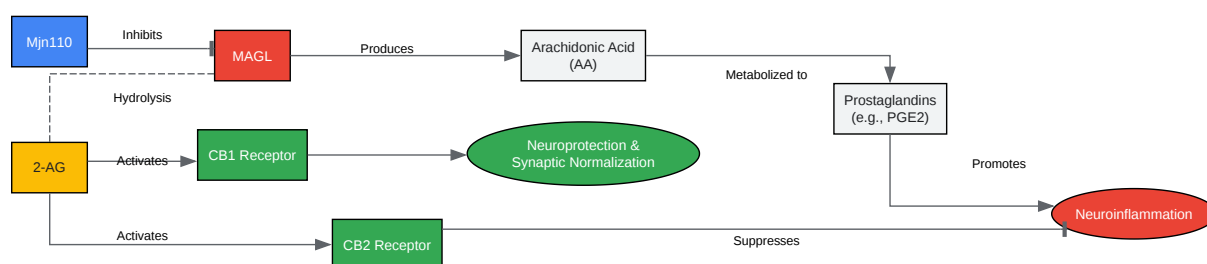 Mjn110
Inhibits
MAGL
Produces
Arachidonic Acid
(AA)
Metabolized to
Hydrolysis
Prostaglandins
(e.g., PGE2)
2-AG
Activates
CB1 Receptor
Neuroprotection &
Synaptic Normalization
Promotes
Neuroinflammation
Activates
CB2 Receptor
Suppresses